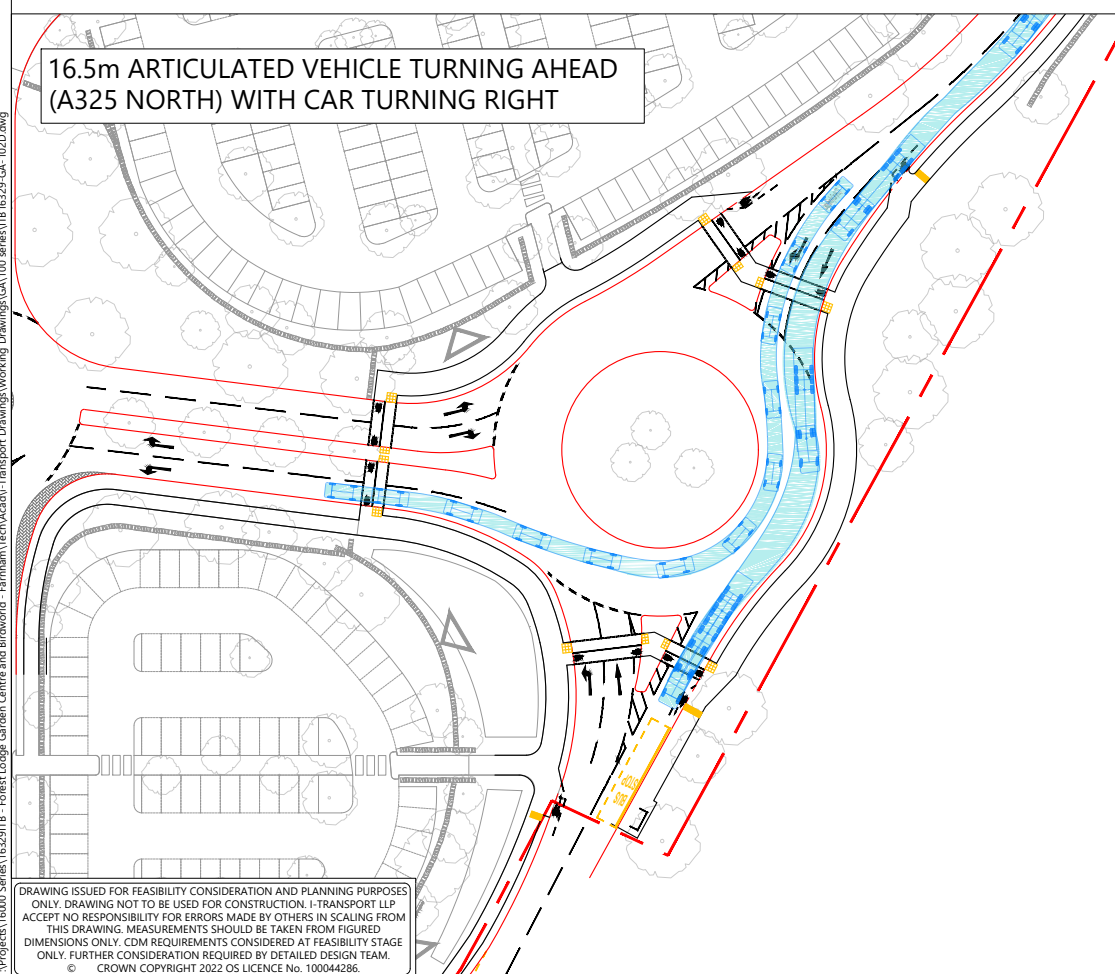 16.5m ARTICULATED VEHICLE TURNING AHEAD
(A325 NORTH) WITH CAR TURNING RIGHT
BUS
STOP
DRAWING ISSUED FOR FEASIBILITY CONSIDERATION AND PLANNING PURPOSES
ONLY. DRAWING NOT TO BE USED FOR CONSTRUCTION. I-TRANSPORT LLP
ACCEPT NO RESPONSIBILITY FOR ERRORS MADE BY OTHERS IN SCALING FROM
THIS DRAWING. MEASUREMENTS SHOULD BE TAKEN FROM FIGURED
DIMENSIONS ONLY. CDM REQUIREMENTS CONSIDERED AT FEASIBILITY STAGE
ONLY. FURTHER CONSIDERATION REQUIRED BY DETAILED DESIGN TEAM.
© CROWN COPYRIGHT 2022 OS LICENCE No. 100044286.